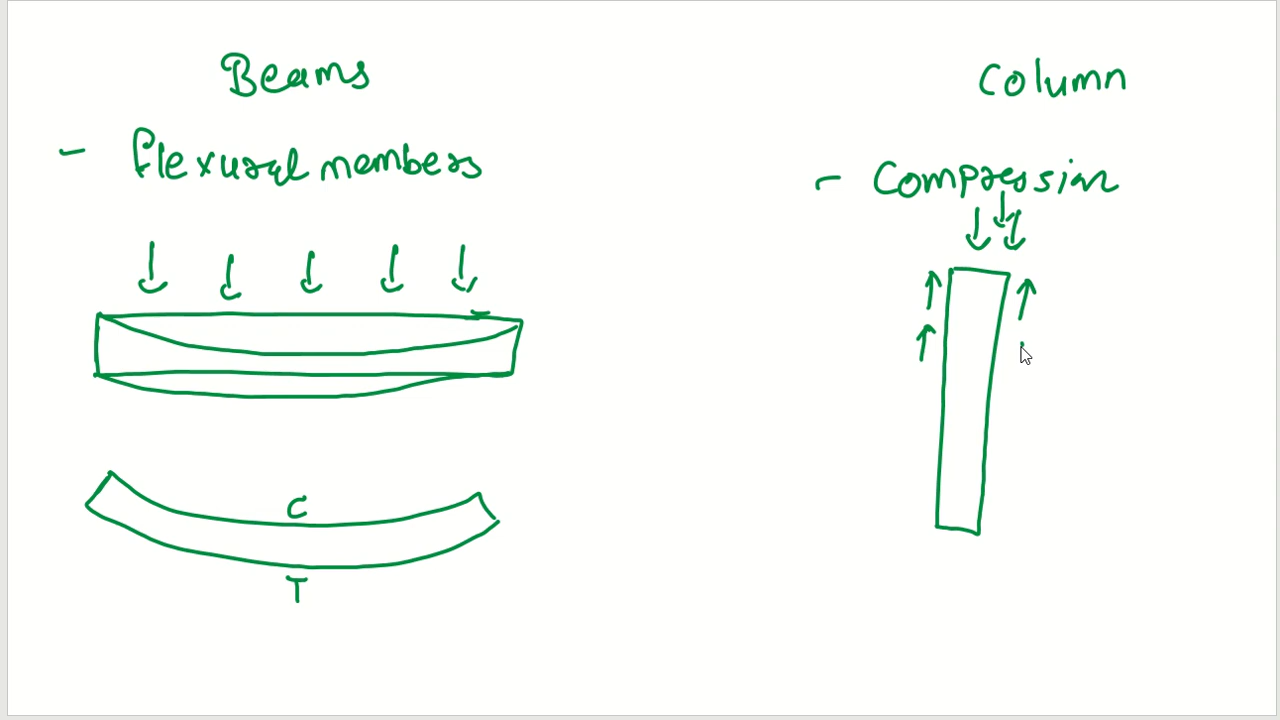 Beams
- flexural members
C
T
Column
- Compression